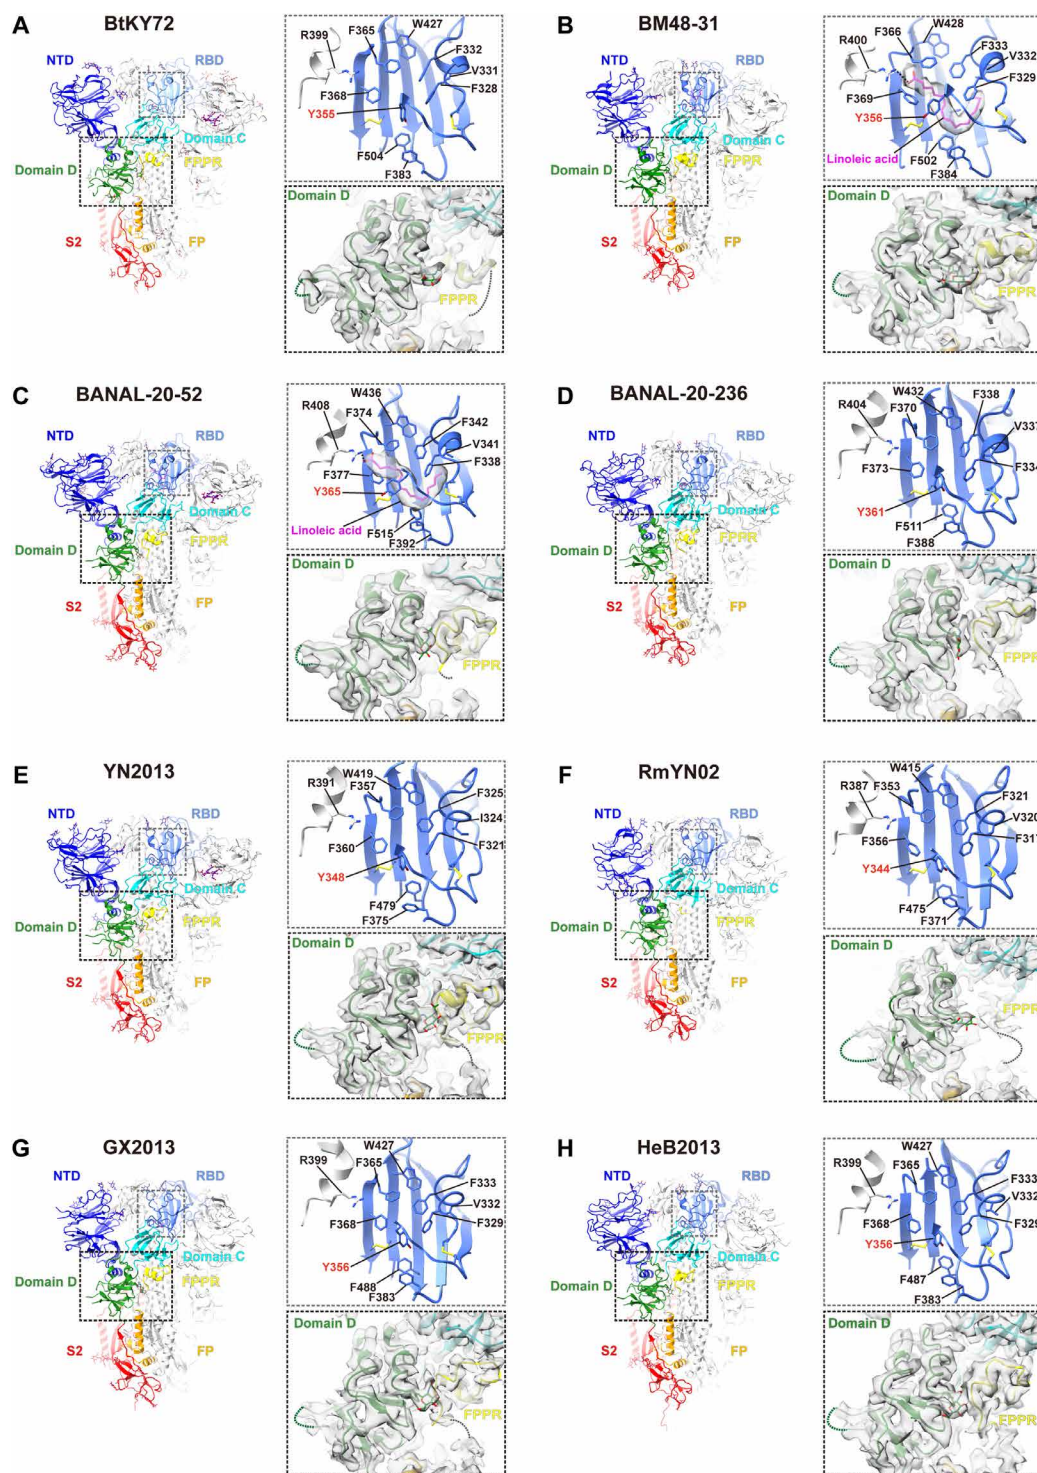 A
BtKY72
NTD
RBD
Domain C
FPPR
Domain D
S2
FP
W427
F365
R399
F332
V331
F328
F368
Y355
F504
F383
Domain D
FPPR
B
BM48-31
NTD
RBD
Domain C
FPPR
Domain D
S2
FP
W428
F366
R400
F333
V332
F329
F369
Y356
Linoleic acid
F502
F384
Domain D
FPPR
C
BANAL-20-52
NTD
RBD
Domain C
FPPR
Domain D
S2
FP
W436
R408
F374
F342
V341
F338
F377
Y365
Linoleic acid
F515
F392
Domain D
FPPR
D
BANAL-20-236
NTD
RBD
Domain C
FPPR
Domain D
S2
FP
W432
F338
R404
F370
V337
F373
F334
Y361
F511
F388
Domain D
FPPR
E
YN2013
NTD
RBD
Domain C
FPPR
Domain D
S2
FP
W419
R391
F357
F325
I324
F360
F321
Y348
F479
F375
Domain D
FPPR
F
RmYN02
NTD
RBD
Domain C
FPPR
Domain D
S2
FP
W415
R387
F353
F321
V320
F356
F317
Y344
F475
F371
Domain D
FPPR
G
GX2013
NTD
RBD
Domain C
FPPR
Domain D
S2
FP
W427
R399
F365
F333
V332
F368
F329
Y356
F488
F383
Domain D
FPPR
H
HeB2013
NTD
RBD
Domain C
FPPR
Domain D
S2
FP
W427
R399
F365
F333
V332
F368
F329
Y356
F487
F383
Domain D
FPPR